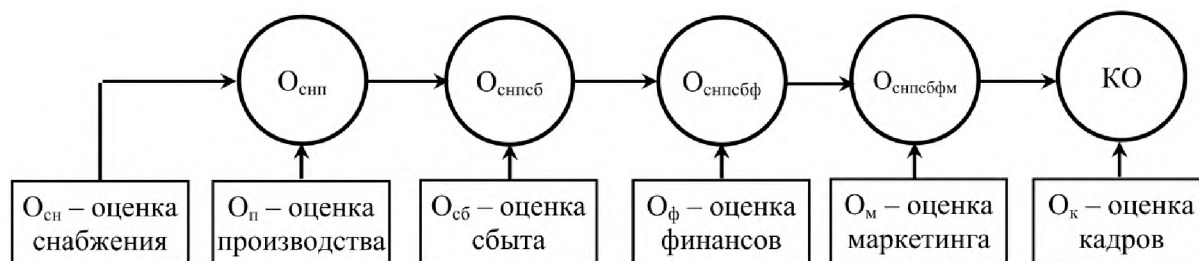 Оснп
Оснпсб
Оснпсбф
Оснпсбфм
КО
Осн – оценка
снабжения
Оп – оценка
производства
Осб – оценка
сбыта
Оф – оценка
финансов
Ом – оценка
маркетинга
Ок – оценка
кадров